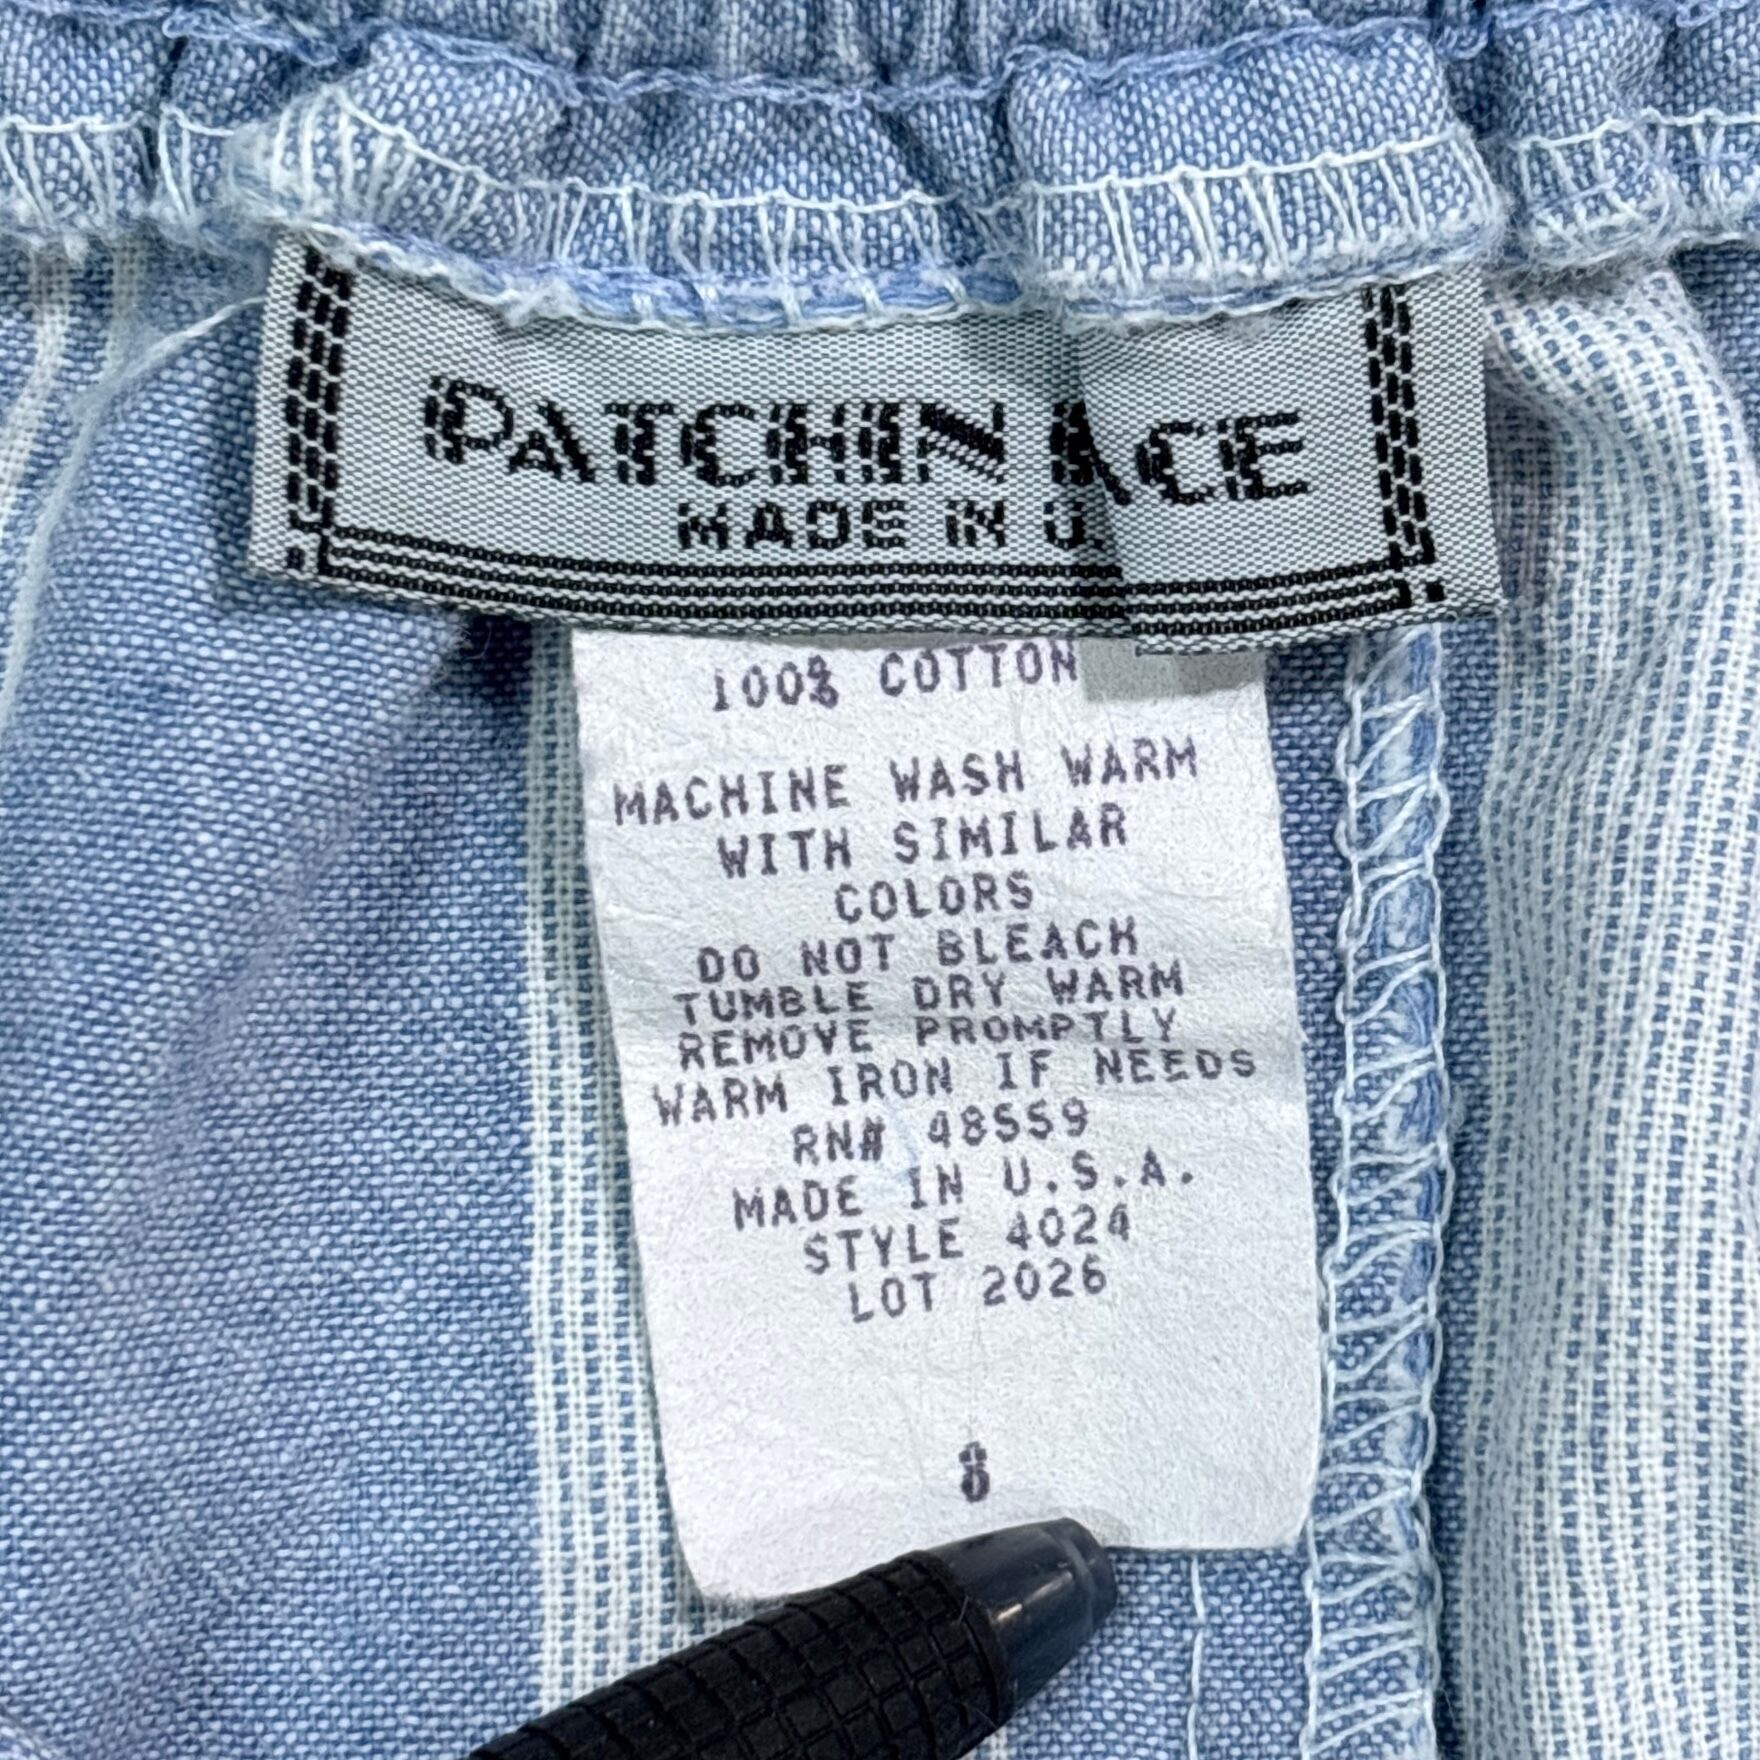 PATCHIN
MADE IN U.
100% COTTON
MACHINE WASH WARM
WITH SIMILAR
COLORS
DO NOT BLEACH
TUMBLE DRY WARM
REMOVE PROMPTLY
WARM IRON IF NEEDS
RN# 48559
MADE IN U.S.A.
STYLE 4024
LOT 2026
8